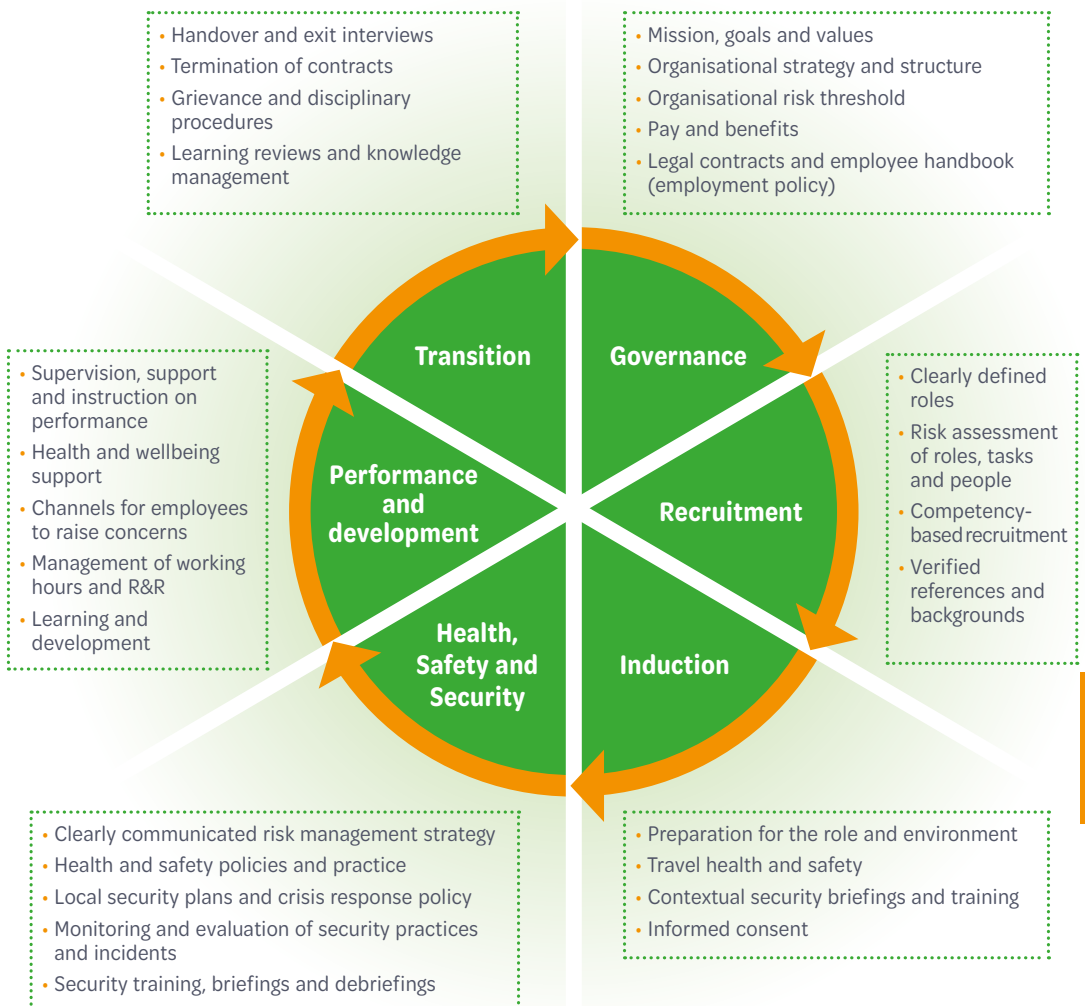 • Handover and exit interviews
• Termination of contracts
• Grievance and disciplinary
procedures
• Learning reviews and knowledge
management
• Mission, goals and values
• Organisational strategy and structure
• Organisational risk threshold
• Pay and benefits
• Legal contracts and employee handbook
(employment policy)
Transition
Governance
• Supervision, support
and instruction on
performance
• Health and wellbeing
support
• Channels for employees
to raise concerns
• Management of working
hours and R&R
• Learning and
development
Performance
and
development
Recruitment
• Clearly defined
roles
• Risk assessment
of roles, tasks
and people
• Competency-
based recruitment
• Verified
references and
backgrounds
Health,
Safety and
Security
Induction
• Clearly communicated risk management strategy
• Health and safety policies and practice
• Local security plans and crisis response policy
• Monitoring and evaluation of security practices
and incidents
• Security training, briefings and debriefings
• Preparation for the role and environment
• Travel health and safety
• Contextual security briefings and training
• Informed consent